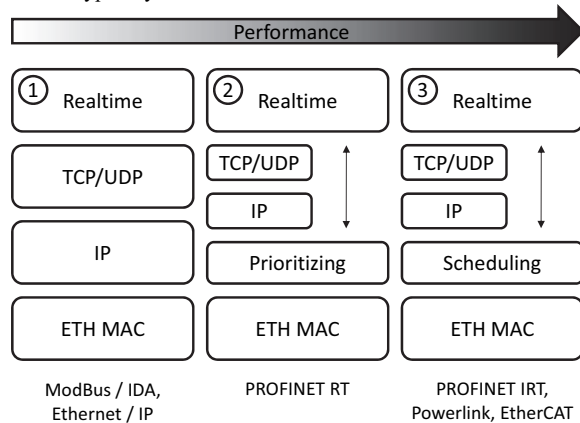 Performance
1 Realtime
TCP/UDP
IP
ETH MAC
ModBus / IDA,
Ethernet / IP
2 Realtime
TCP/UDP
IP
Prioritizing
ETH MAC
PROFINET RT
3 Realtime
TCP/UDP
IP
Scheduling
ETH MAC
PROFINET IRT,
Powerlink, EtherCAT